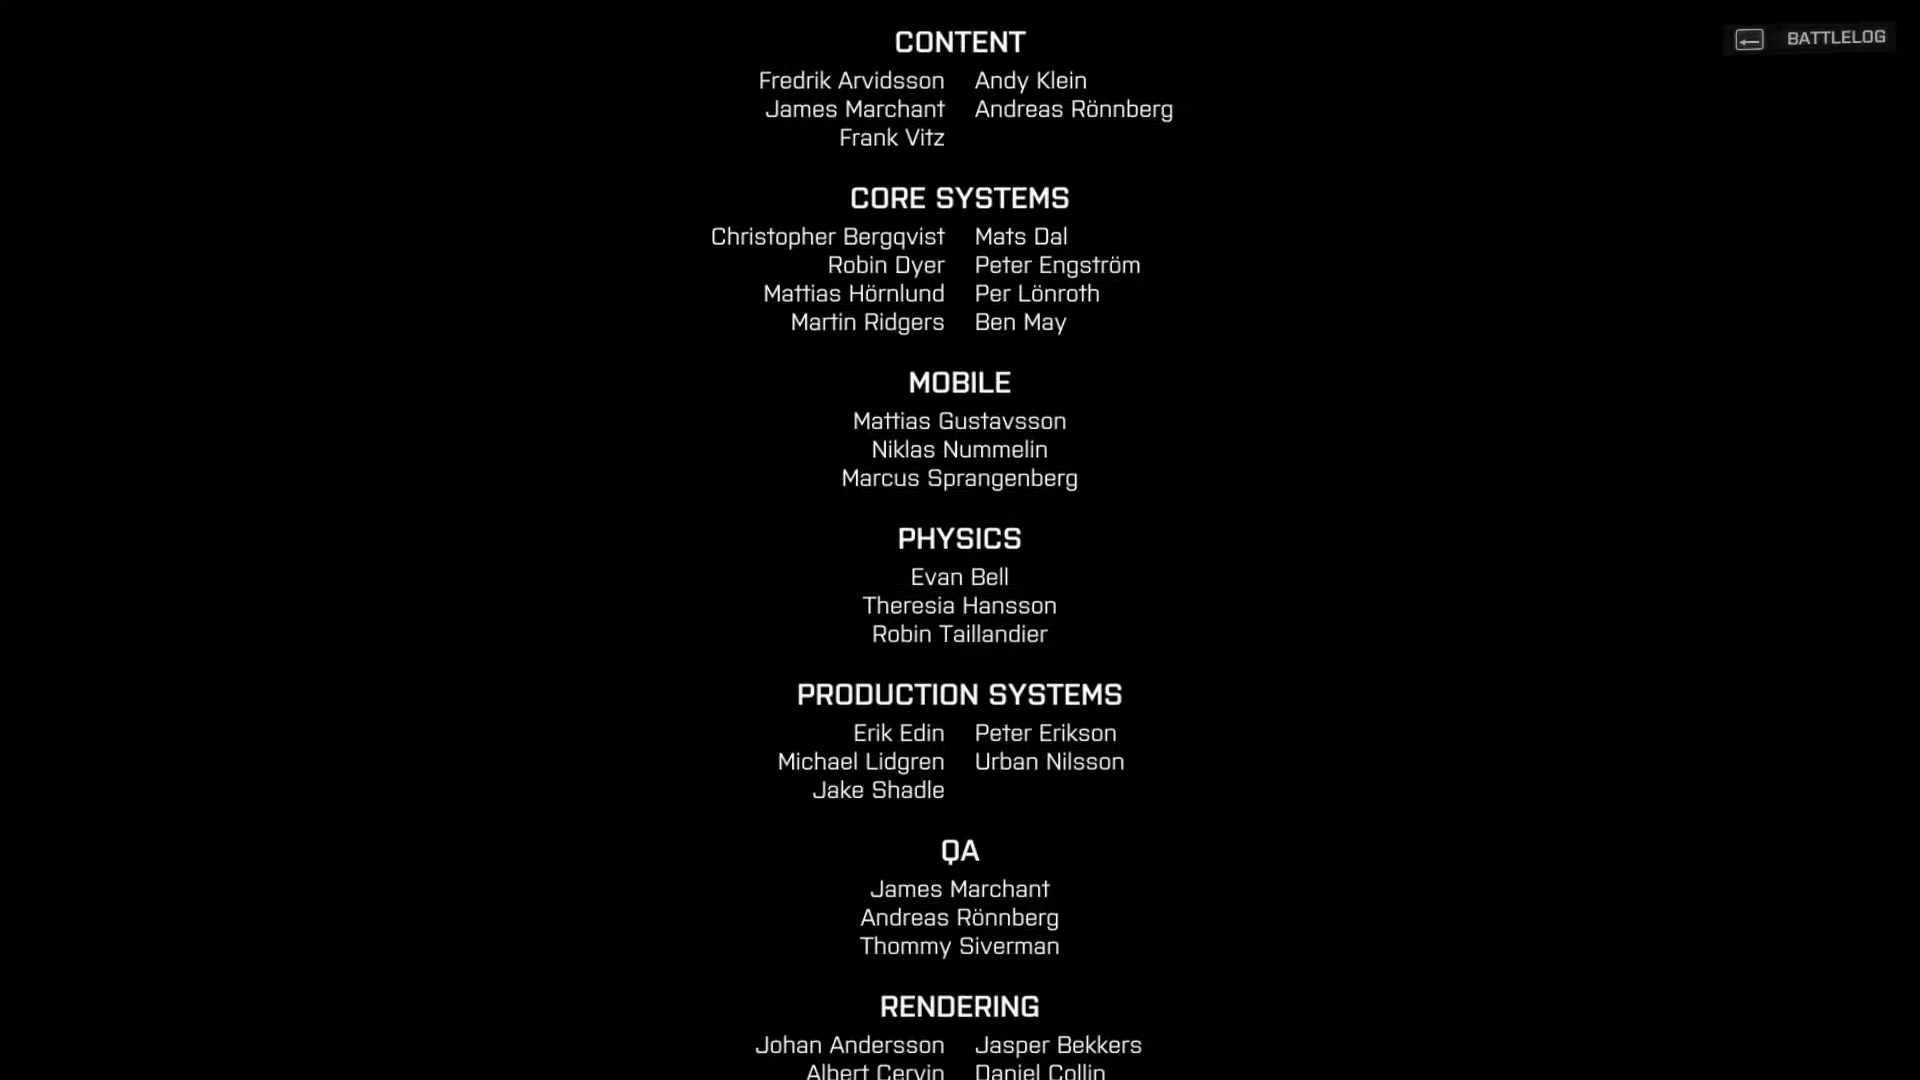 BATTLELOG
CONTENT
Fredrik Arvidsson Andy Klein
James Marchant Andreas Rönnberg
Frank Vitz
CORE SYSTEMS
Christopher Bergqvist Mats Dal
Robin Dyer Peter Engström
Mattias Hörnlund Per Lönroth
Martin Ridgers Ben May
MOBILE
Mattias Gustavsson
Niklas Nummelin
Marcus Sprangenberg
PHYSICS
Evan Bell
Theresia Hansson
Robin Taillandier
PRODUCTION SYSTEMS
Erik Edin Peter Erikson
Michael Lidgren Urban Nilsson
Jake Shadle
QA
James Marchant
Andreas Rönnberg
Thommy Siverman
RENDERING
Johan Andersson Jasper Bekkers
Albert Cervin Daniel Collin